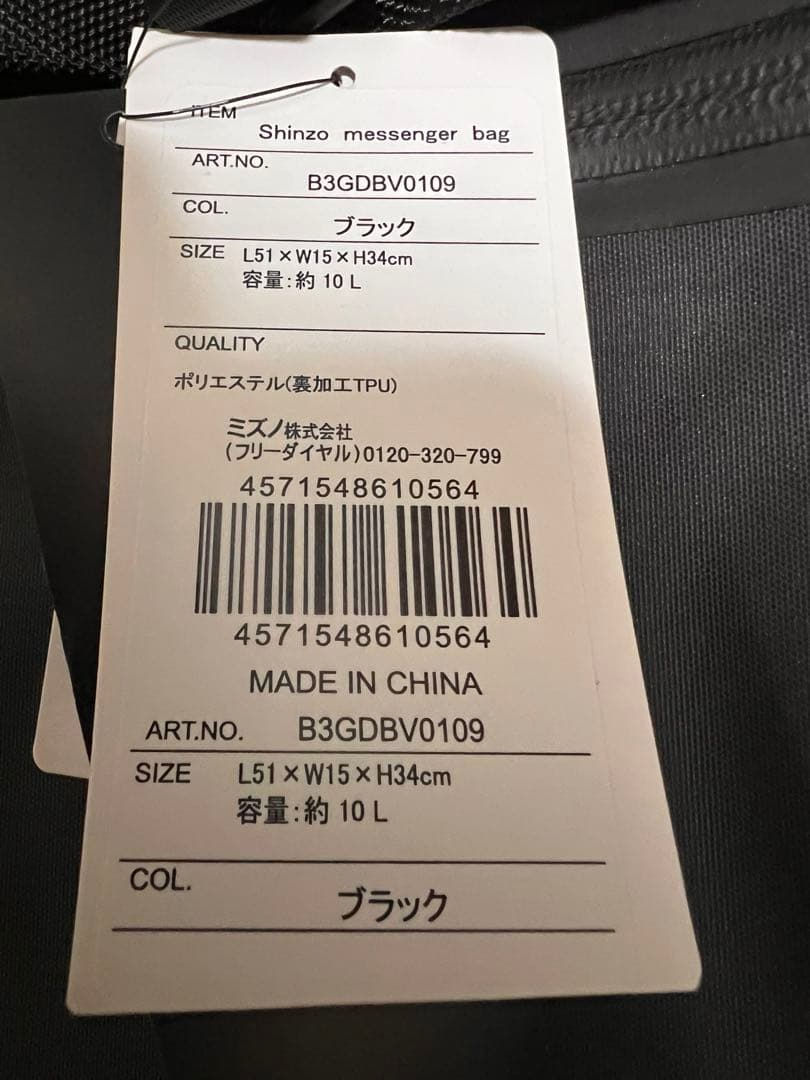 ITEM
Shinzo messenger bag
ART.NO.
B3GDBV0109
COL.
ブラック
SIZE L51×W15×H34cm
容量:約 10 L
QUALITY
ポリエステル(裏加工TPU)
ミズノ株式会社
(フリーダイヤル)0120-320-799
4571548610564
4571548610564
MADE IN CHINA
ART.NO. B3GDBV0109
SIZE L51×W15×H34cm
容量:約 10 L
COL.
ブラック